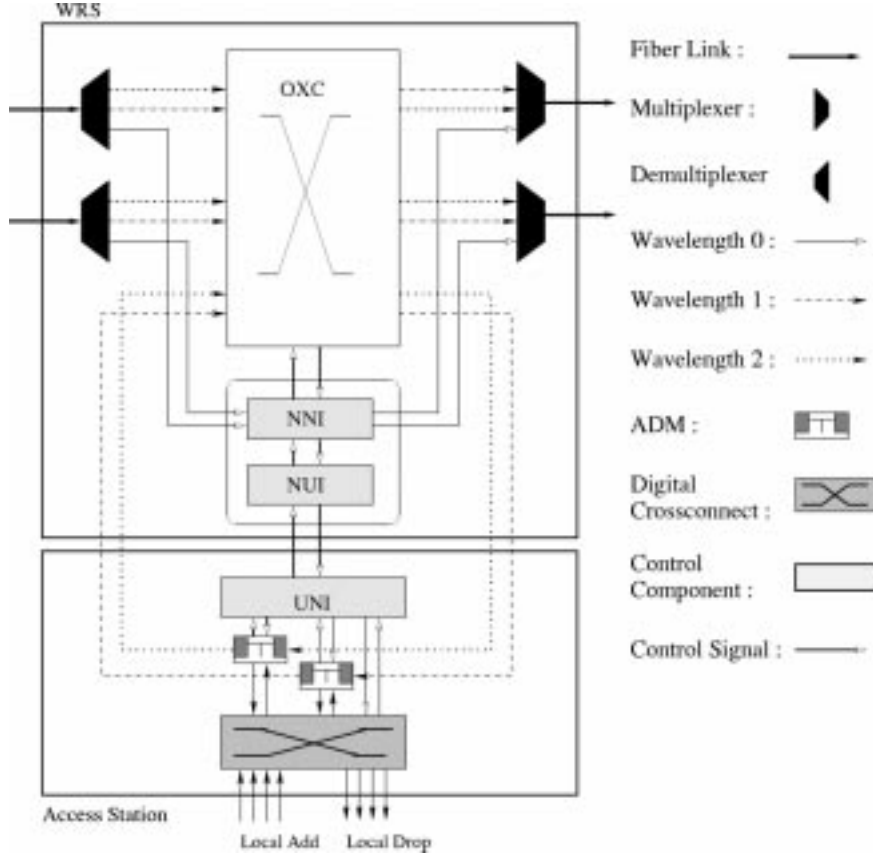 WRS
OXC
NNI
NUI
UNI
Access Station
Local Add
Local Drop
Fiber Link :
Multiplexer :
Demultiplexer
Wavelength 0 :
Wavelength 1 :
Wavelength 2 :
ADM :
Digital
Crossconnect :
Control
Component :
Control Signal :